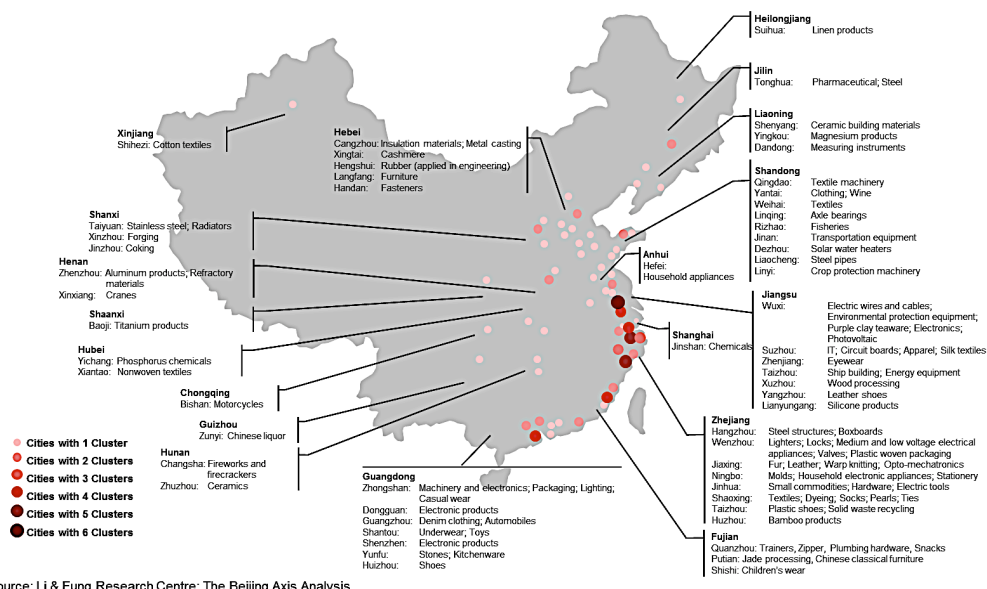 Heilongjiang
Suihua: Linen products
Jilin
Tonghua: Pharmaceutical; Steel
Liaoning
Shenyang: Ceramic building materials
Yingkou: Magnesium products
Dandong: Measuring instruments
Xinjiang
Shihezi: Cotton textiles
Hebei
Cangzhou: Insulation materials; Metal casting
Xingtai: Cashmere
Hengshui: Rubber (applied in engineering)
Langfang: Furniture
Handan: Fasteners
Shandong
Qingdao: Textile machinery
Yantai: Clothing; Wine
Weihai: Textiles
Linqing: Axle bearings
Rizhao: Fisheries
Jinan: Transportation equipment
Dezhou: Solar water heaters
Liaocheng: Steel pipes
Linyi: Crop protection machinery
Shanxi
Taiyuan: Stainless steel; Radiators
Xinzhou: Forging
Jinzhou: Coking
Henan
Zhenzhou: Aluminum products; Refractory
materials
Xinxiang: Cranes
Anhui
Hefei:
Household appliances
Shaanxi
Baoji: Titanium products
Jiangsu
Wuxi: Electric wires and cables;
Environmental protection equipment;
Purple clay teaware; Electronics;
Photovoltaic
Suzhou: IT; Circuit boards; Apparel; Silk textiles
Zhenjiang: Eyewear
Taizhou: Ship building; Energy equipment
Xuzhou: Wood processing
Yangzhou: Leather shoes
Lianyungang: Silicone products
Shanghai
Jinshan: Chemicals
Hubei
Yichang: Phosphorus chemicals
Xiantao: Nonwoven textiles
Chongqing
Bishan: Motorcycles
Guizhou
Zunyi: Chinese liquor
Hunan
Changsha: Fireworks and
firecrackers
Zhuzhou: Ceramics
Zhejiang
Hangzhou: Steel structures; Boxboards
Wenzhou: Lighters; Locks; Medium and low voltage electrical
appliances; Valves; Plastic woven packaging
Jiaxing: Fur; Leather; Warp knitting; Opto-mechatronics
Ningbo: Molds; Household electronic appliances; Stationery
Jinhua: Small commodities; Hardware; Electric tools
Shaoxing: Textiles; Dyeing; Socks; Pearls; Ties
Taizhou: Plastic shoes; Solid waste recycling
Huzhou: Bamboo products
Cities with 1 Cluster
Cities with 2 Clusters
Cities with 3 Clusters
Cities with 4 Clusters
Cities with 5 Clusters
Cities with 6 Clusters
Guangdong
Zhongshan: Machinery and electronics; Packaging; Lighting;
Casual wear
Dongguan: Electronic products
Guangzhou: Denim clothing; Automobiles
Shantou: Underwear; Toys
Shenzhen: Electronic products
Yunfu: Stones; Kitchenware
Huizhou: Shoes
Fujian
Quanzhou: Trainers, Zipper, Plumbing hardware, Snacks
Putian: Jade processing, Chinese classical furniture
Shishi: Children's wear
ource: Li & Fung Research Centre; The Beijing Axis Analysis